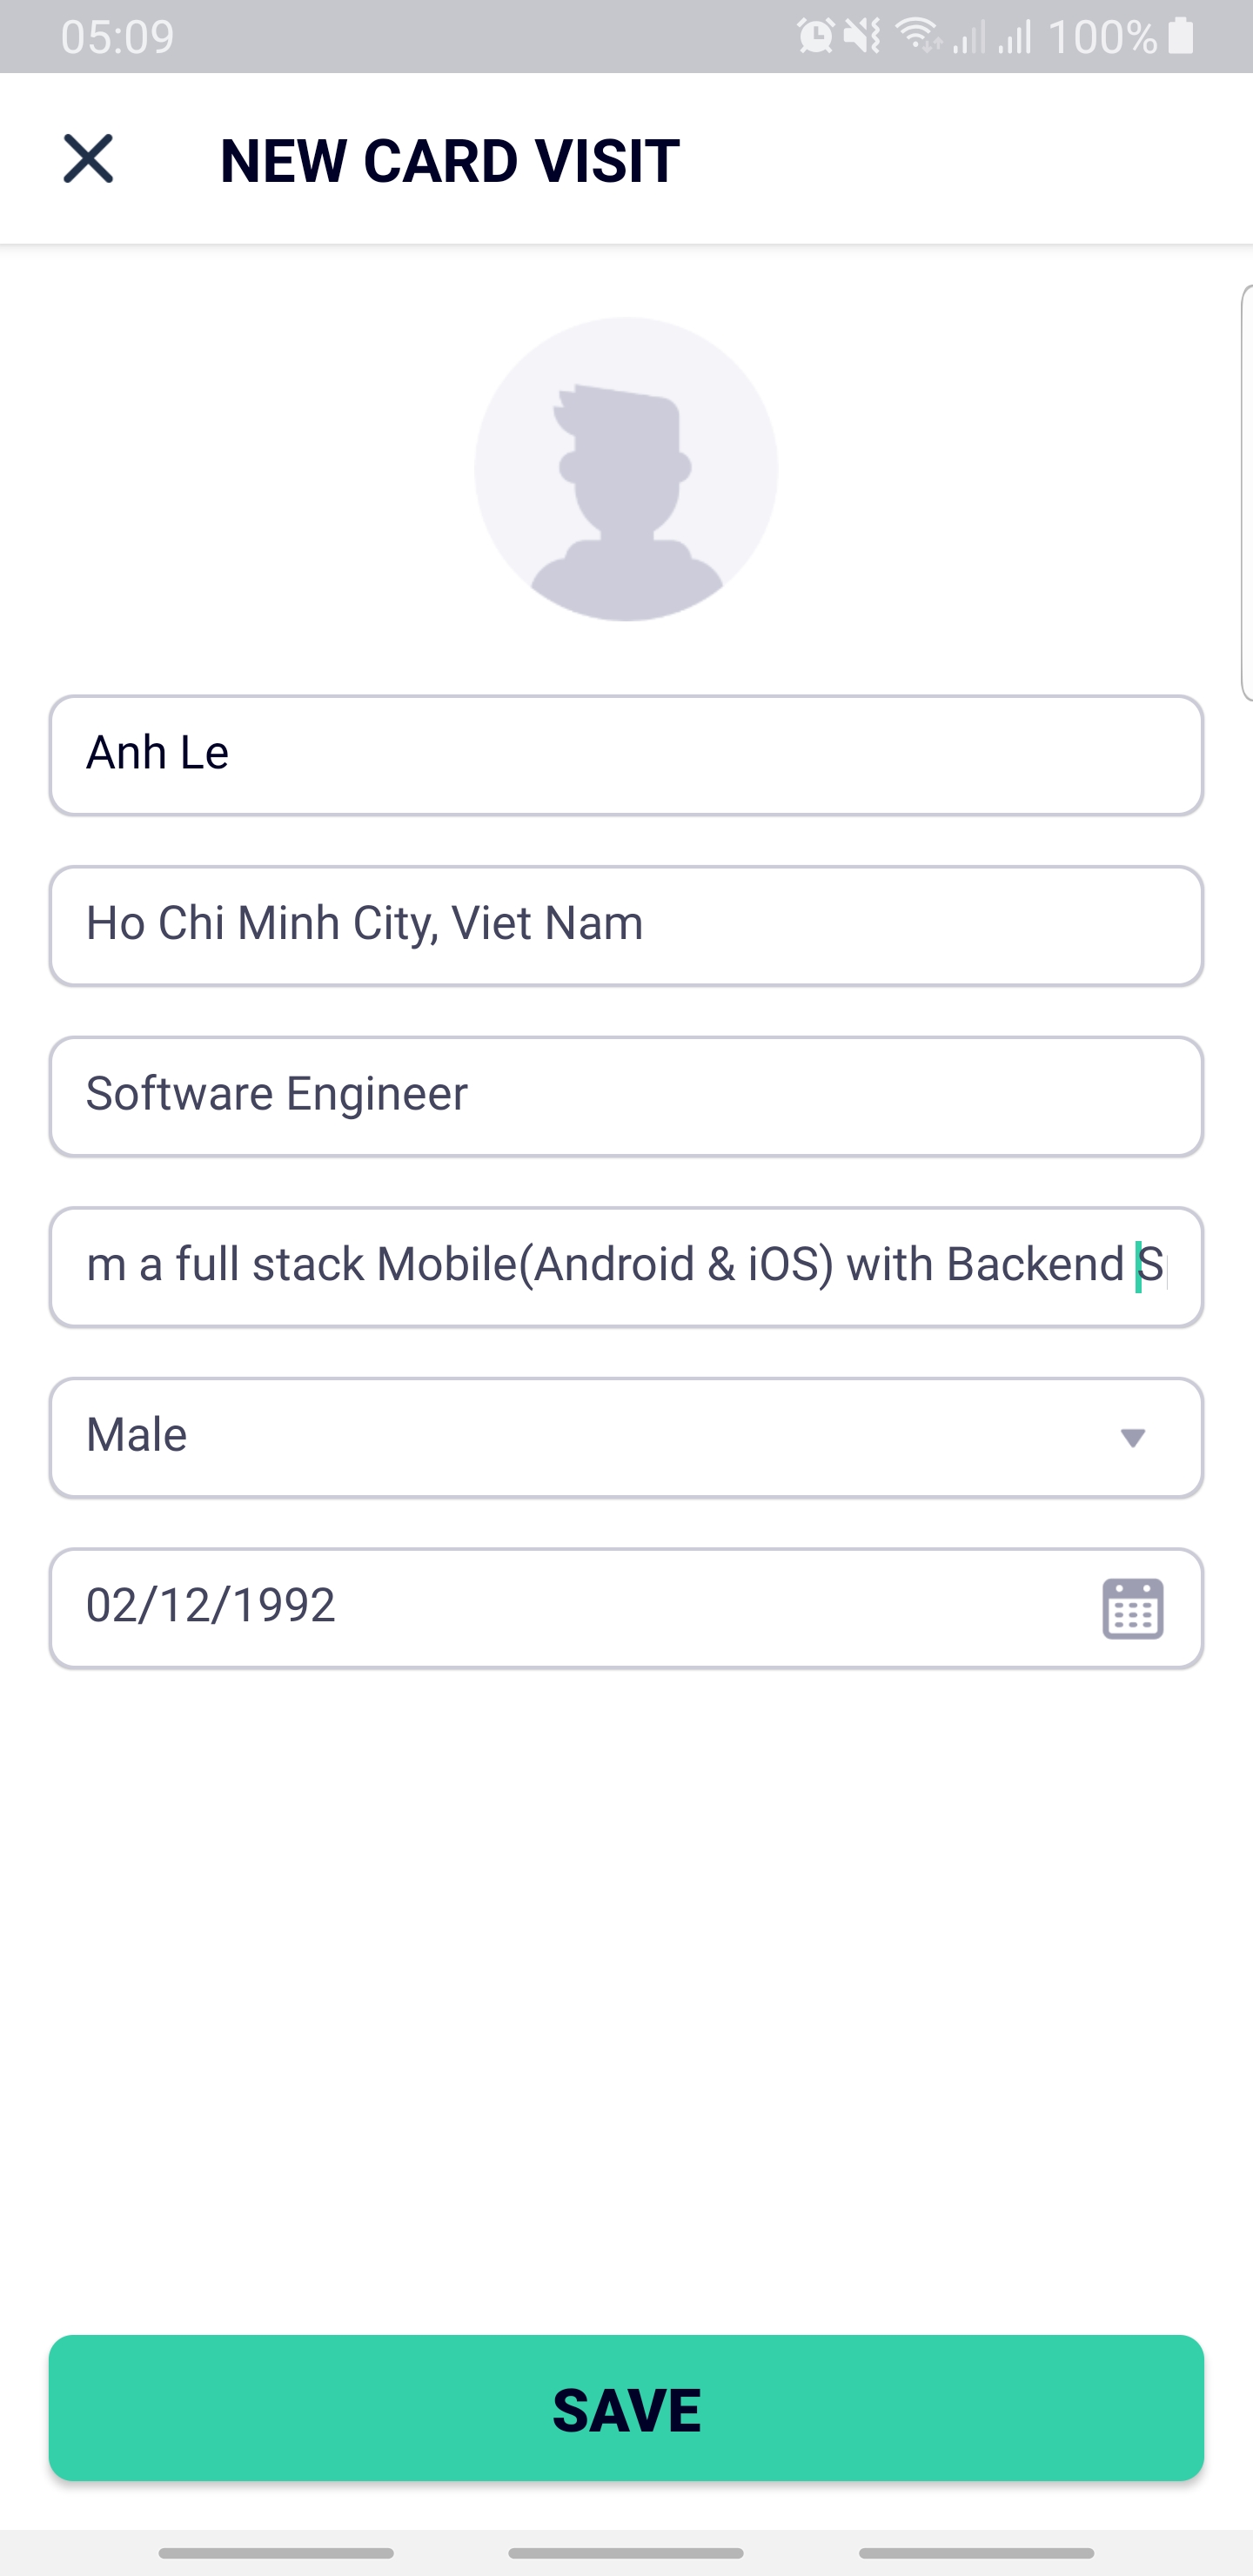 05:09 100%
NEW CARD VISIT
Anh Le
Ho Chi Minh City, Viet Nam
Software Engineer
m a full stack Mobile(Android & iOS) with Backend S
Male
02/12/1992
SAVE